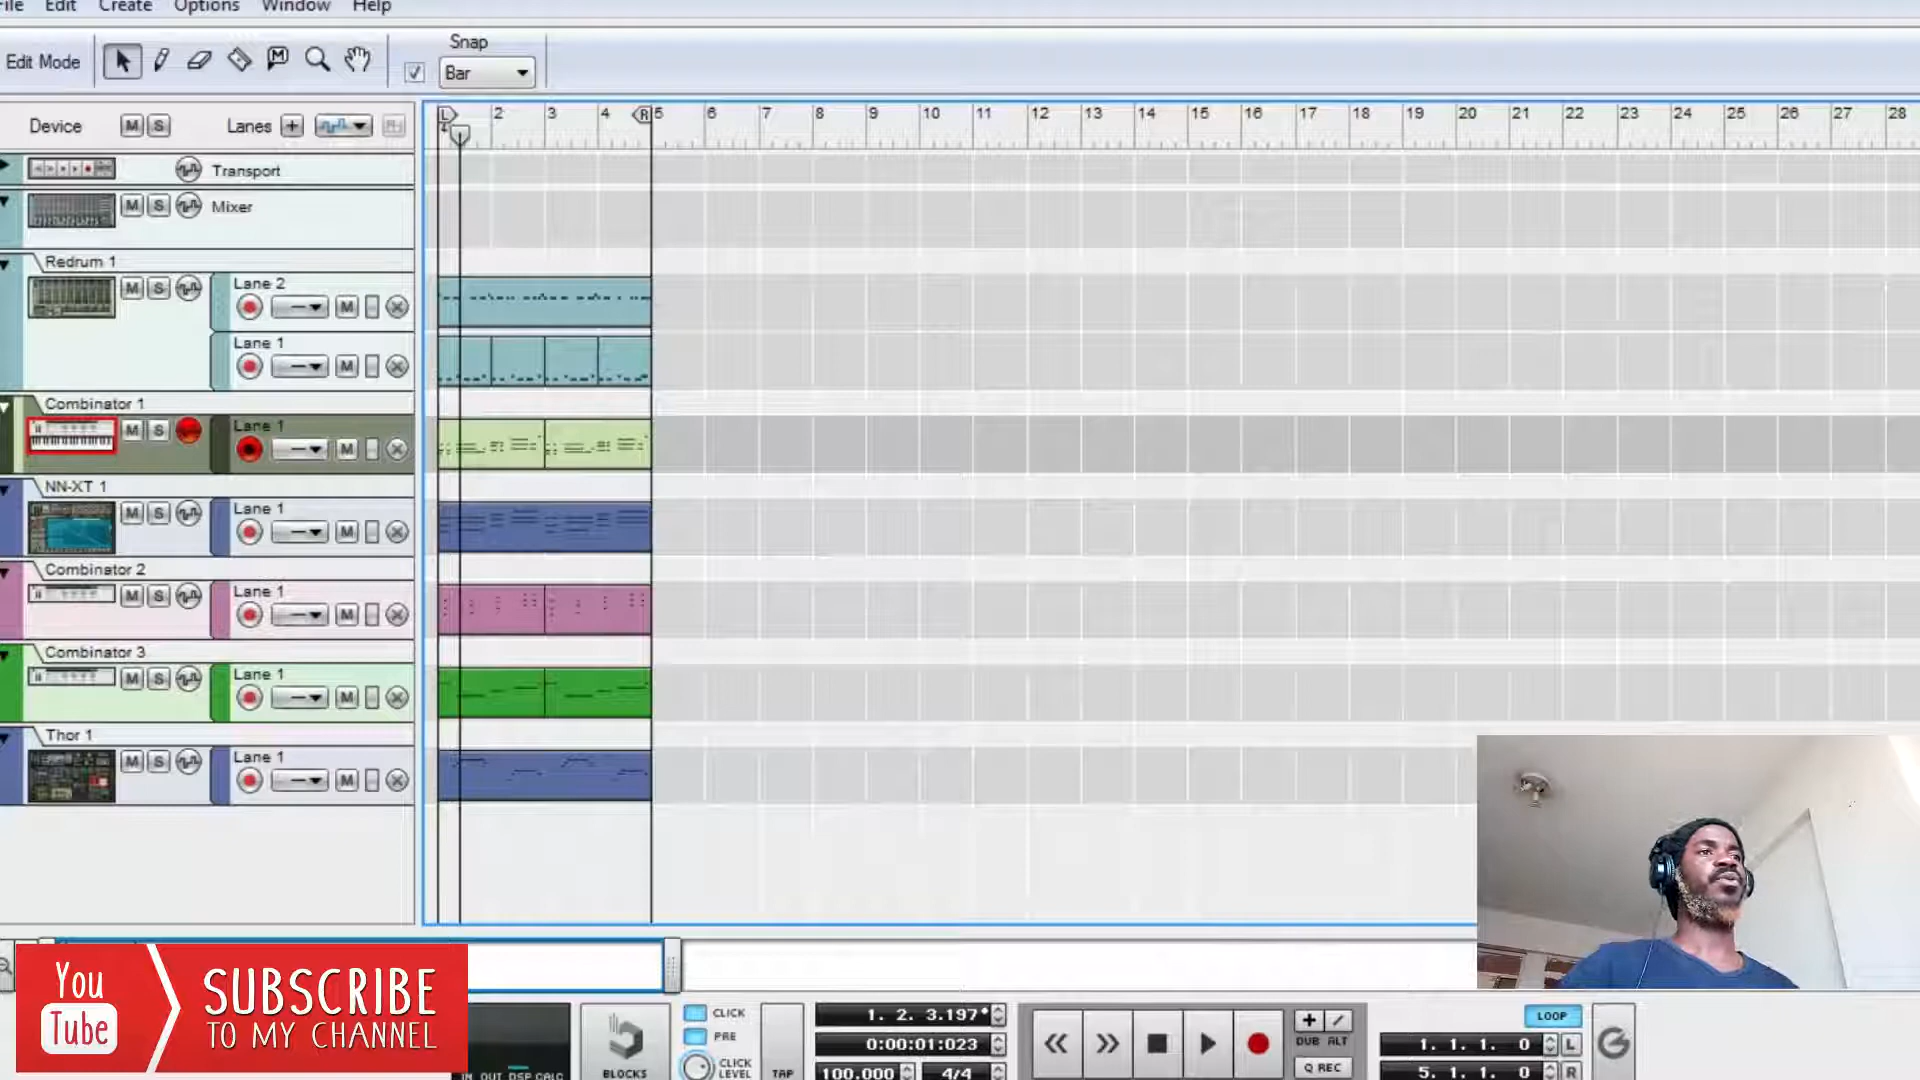 File Edit Create Options Window Help
Edit Mode
Snap
Bar
Device M S Lanes
L R
2 3 4 5 6 7 8 9 10 11 12 13 14 15 16 17 18 19 20 21 22 23 24 25 26 27 28
Transport
M S Mixer
Redrum 1
M S Lane 2
M
Lane 1
M
Combinator 1
M S Lane 1
M
NN-XT 1
M S Lane 1
M
Combinator 2
M S Lane 1
M
Combinator 3
M S Lane 1
M
Thor 1
M S Lane 1
M
You
Tube
SUBSCRIBE
TO MY CHANNEL
IN OUT DSP CALC
BLOCKS
CLICK
PRE
CLICK
LEVEL
TAP
1. 2. 3.197*
0:00:01:023
100.000 4/4
DUB ALT
Q REC
LOOP
1. 1. 1. 0 L
5. 1. 1. 0 R